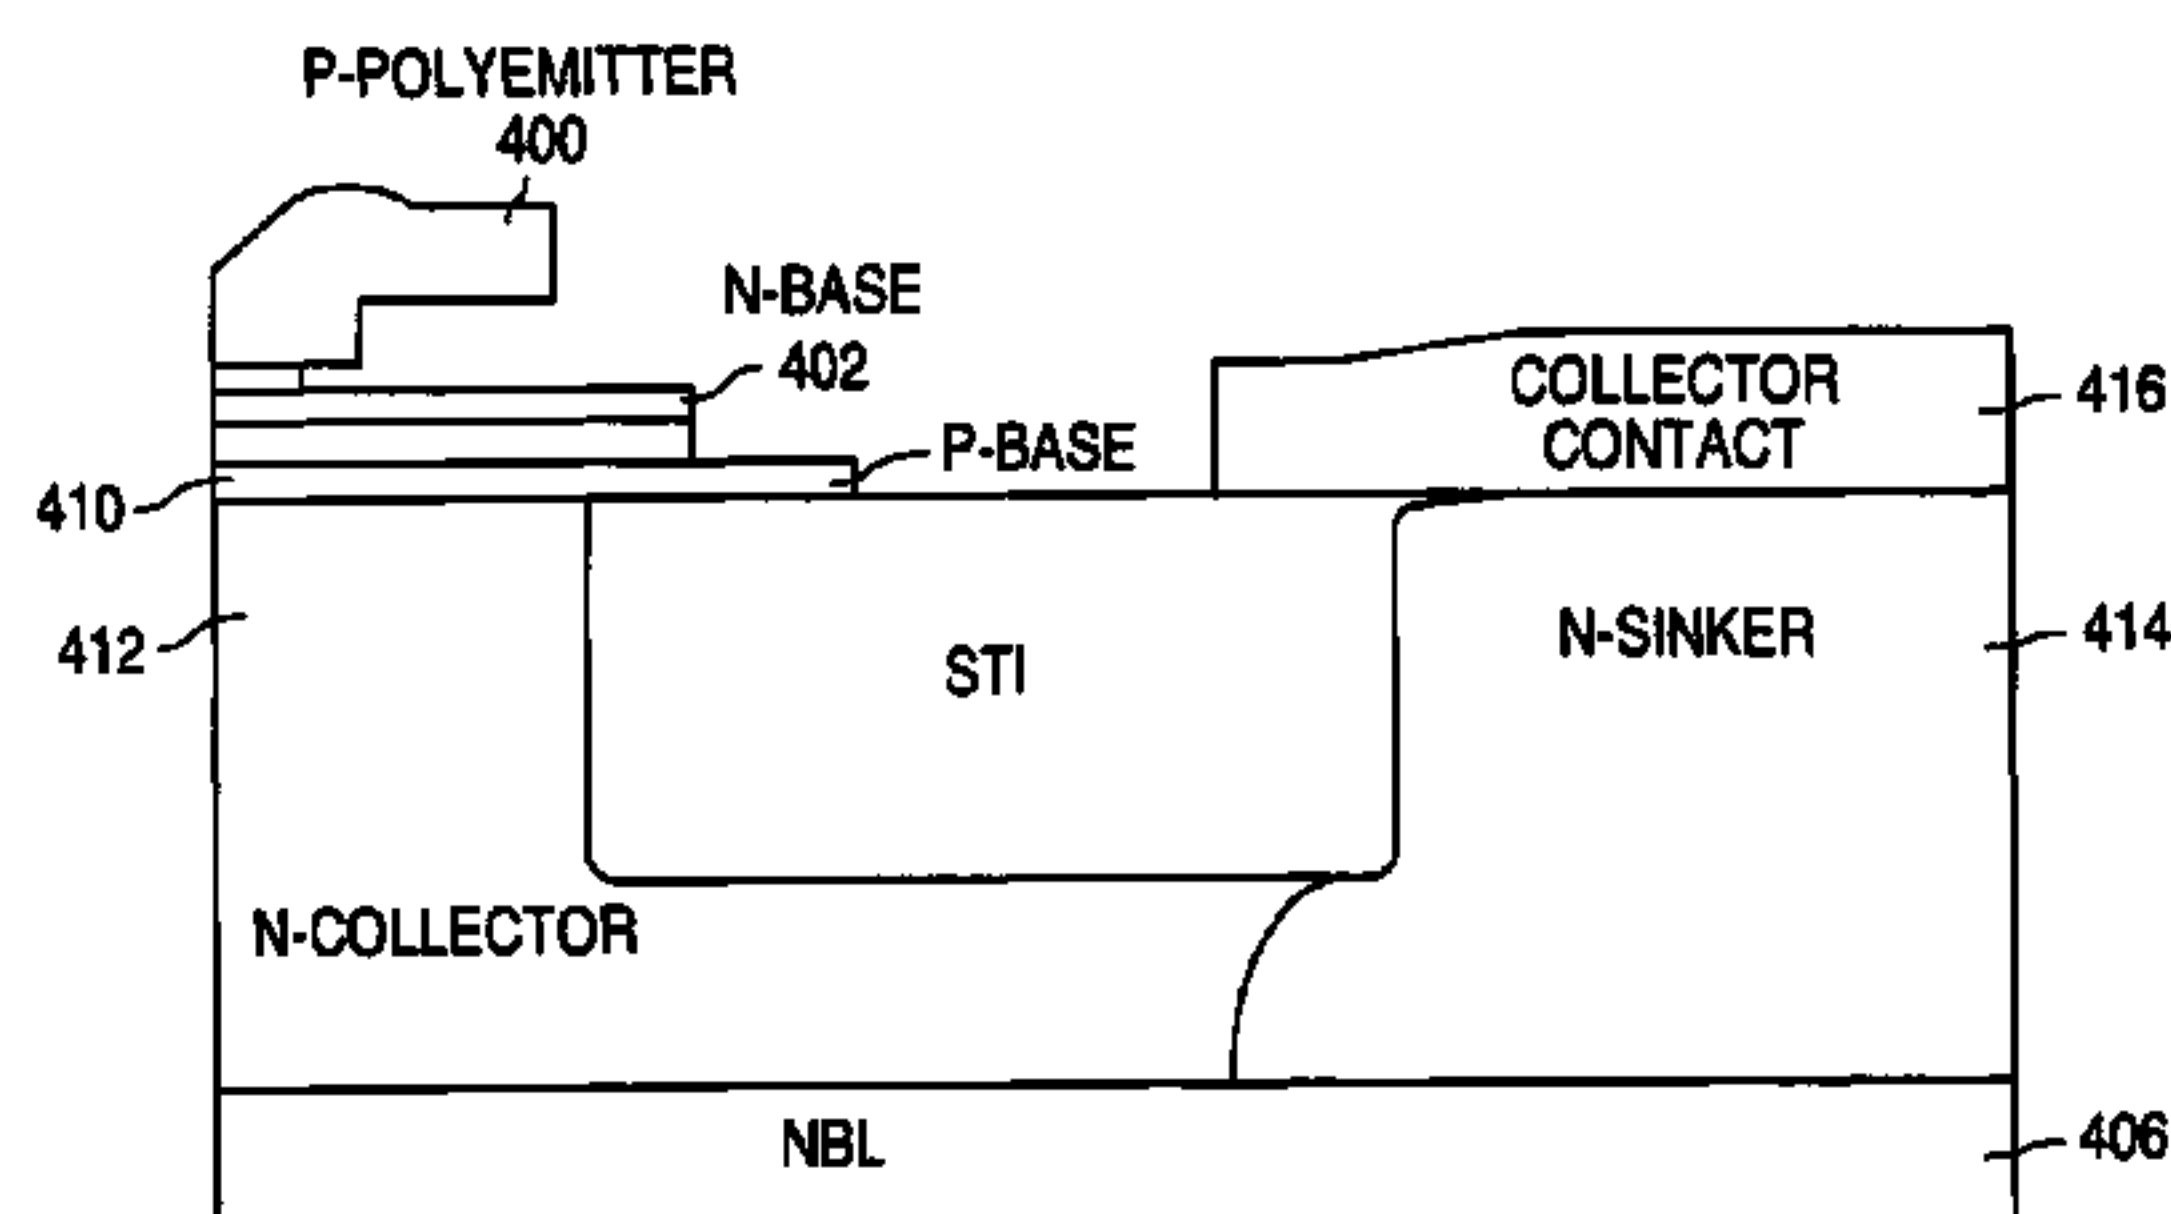 P-POLYEMITTER
400
N-BASE
402
P-BASE
410
COLLECTOR
CONTACT
416
412
STI
N-SINKER
414
N-COLLECTOR
NBL
406